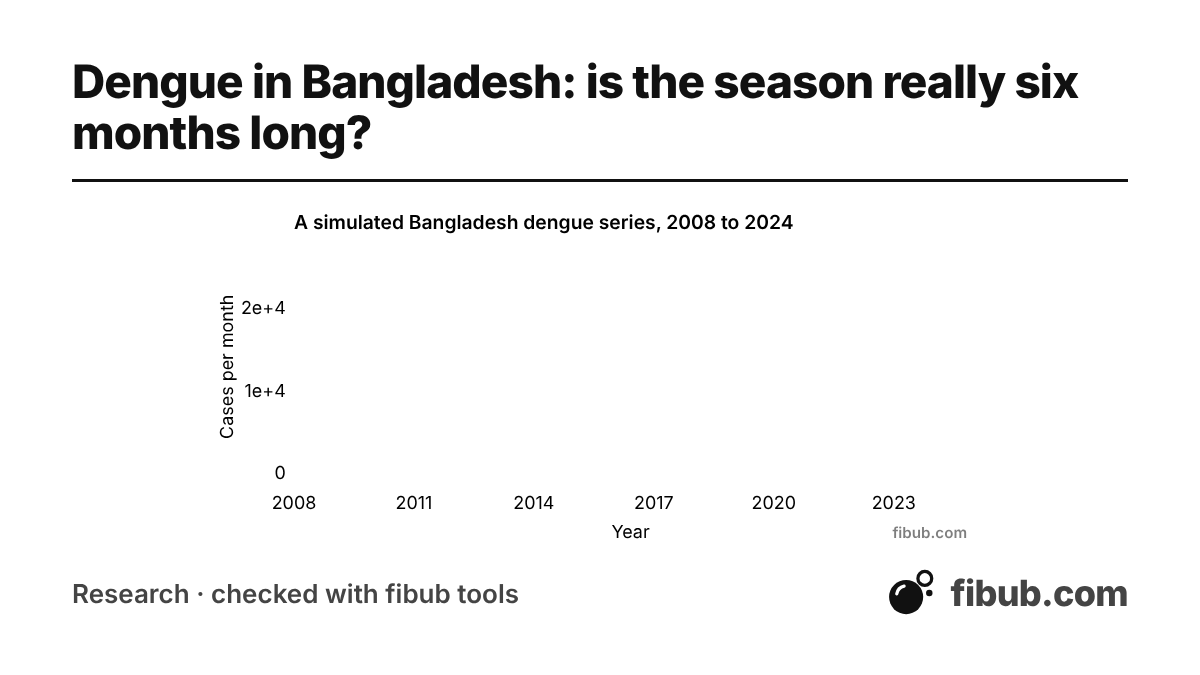 Dengue in Bangladesh: is the season really six
months long?
A simulated Bangladesh dengue series, 2008 to 2024
Cases per month
2e+4
1e+4
0
2008 2011 2014 2017 2020 2023
Year
fibub.com
Research · checked with fibub tools
fibub.com